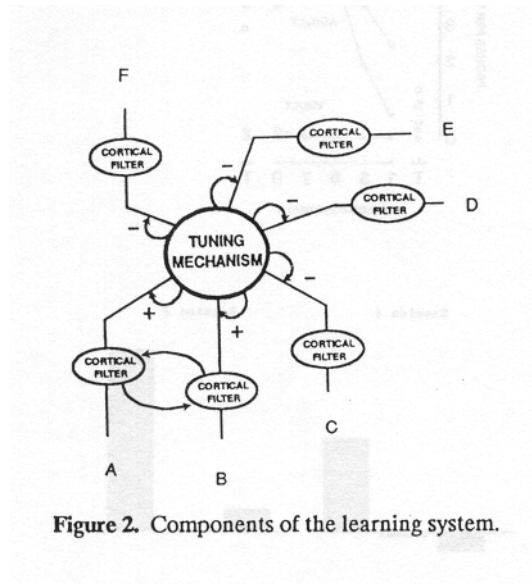 F
CORTICAL
FILTER
E
CORTICAL
FILTER
-
-
CORTICAL
FILTER
D
-
TUNING
MECHANISM
-
+
+
CORTICAL
FILTER
CORTICAL
FILTER
CORTICAL
FILTER
C
A
B
Figure 2. Components of the learning system.